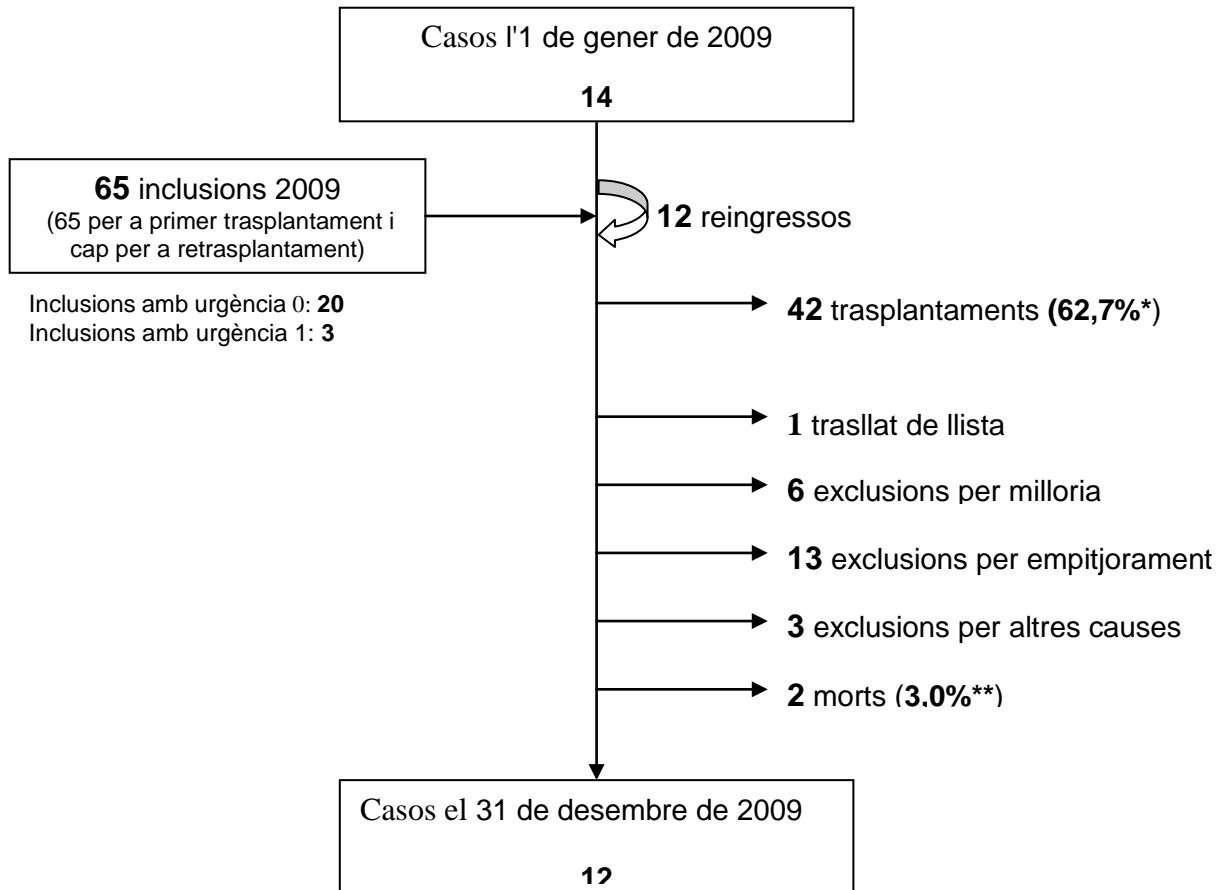 Casos l'1 de gener de 2009
14
65 inclusions 2009
(65 per a primer trasplantament i
cap per a retrasplantament)
12 reingressos
Inclusions amb urgència 0: 20
Inclusions amb urgència 1: 3
42 trasplantaments (62,7%*)
1 trasllat de llista
6 exclusions per milloria
13 exclusions per empitjorament
3 exclusions per altres causes
2 morts (3,0%**)
Casos el 31 de desembre de 2009
12